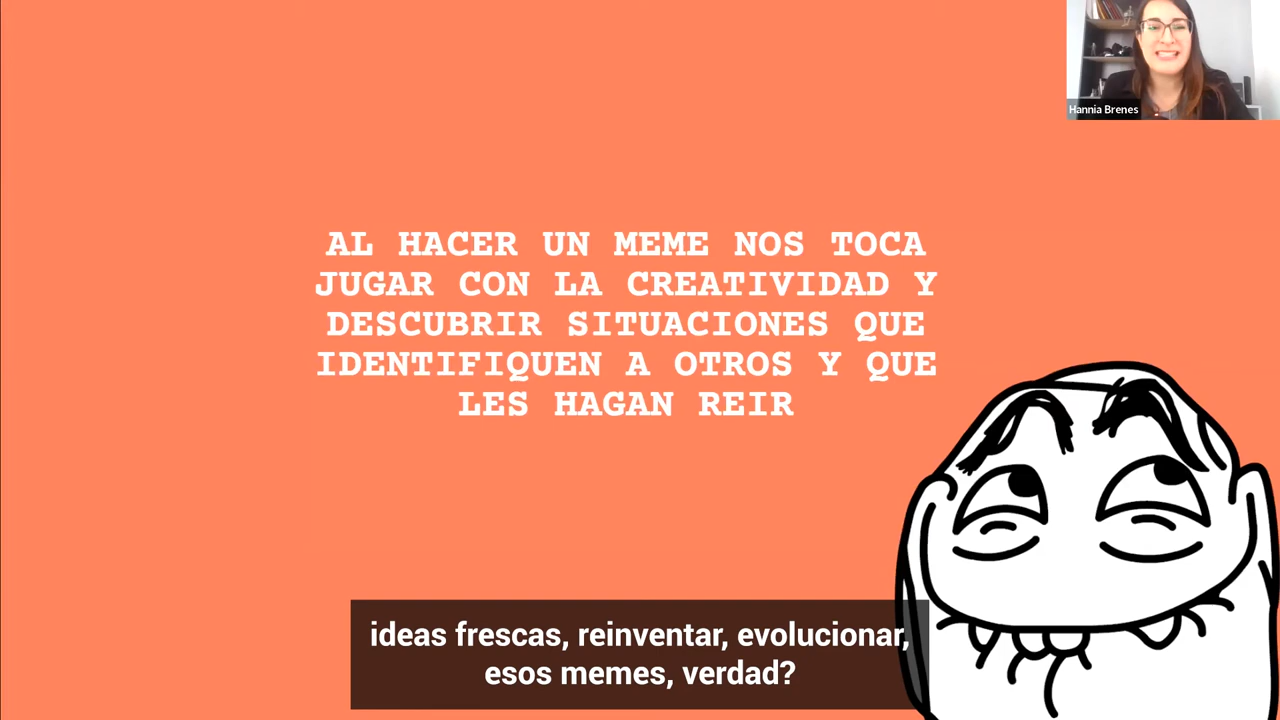 Hannia Brenes
AL HACER UN MEME NOS TOCA
JUGAR CON LA CREATIVIDAD Y
DESCUBRIR SITUACIONES QUE
IDENTIFIQUEN A OTROS Y QUE
LES HAGAN REIR
ideas frescas, reinventar, evolucionar,
esos memes, verdad?